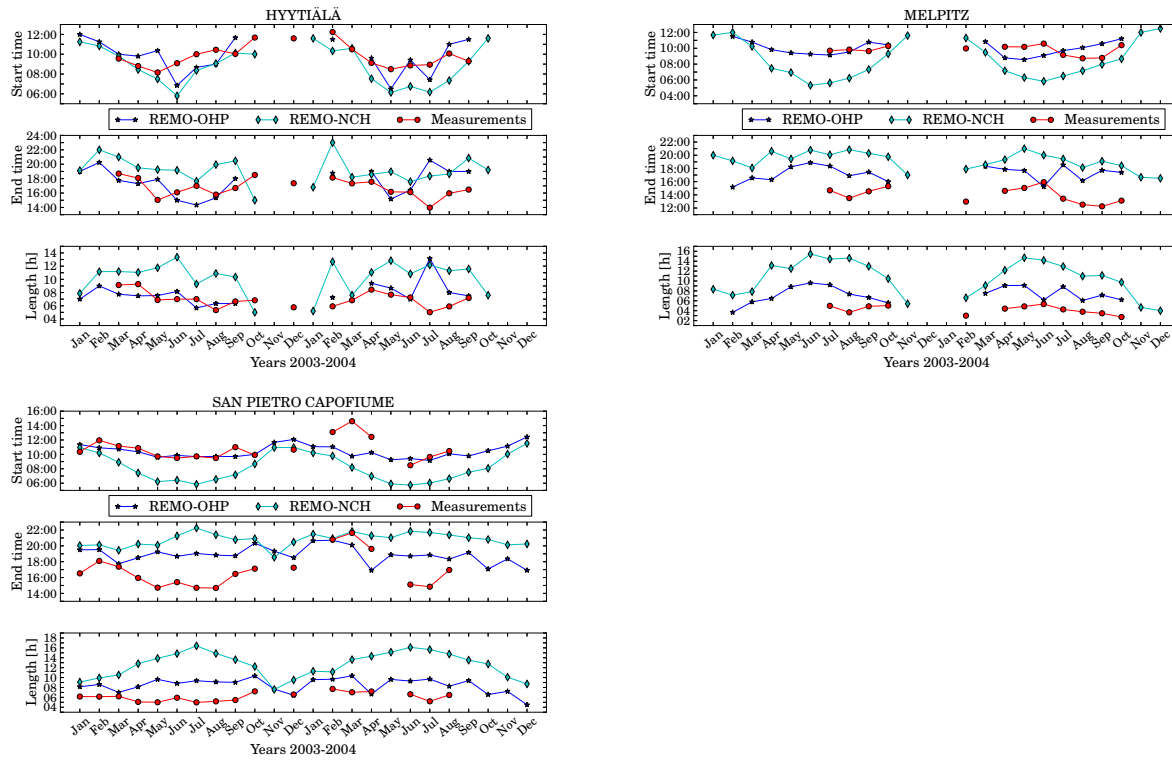 HYYTIÄLÄ
Start time
12:00
10:00
08:00
06:00
REMO-OHP REMO-NCH Measurements
End time
24:00
22:00
20:00
18:00
16:00
14:00
Length [h]
14
12
10
08
06
04
Jan Feb Mar Apr May Jun Jul Aug Sep Oct Nov Dec Jan Feb Mar Apr May Jun Jul Aug Sep Oct Nov Dec
Years 2003-2004
MELPITZ
Start time
12:00
10:00
08:00
06:00
04:00
REMO-OHP REMO-NCH Measurements
End time
22:00
20:00
18:00
16:00
14:00
12:00
Length [h]
16
14
12
10
08
06
04
02
Jan Feb Mar Apr May Jun Jul Aug Sep Oct Nov Dec Jan Feb Mar Apr May Jun Jul Aug Sep Oct Nov Dec
Years 2003-2004
SAN PIETRO CAPOFIUME
Start time
16:00
14:00
12:00
10:00
08:00
06:00
REMO-OHP REMO-NCH Measurements
End time
22:00
20:00
18:00
16:00
14:00
Length [h]
18
16
14
12
10
08
06
04
Jan Feb Mar Apr May Jun Jul Aug Sep Oct Nov Dec Jan Feb Mar Apr May Jun Jul Aug Sep Oct Nov Dec
Years 2003-2004